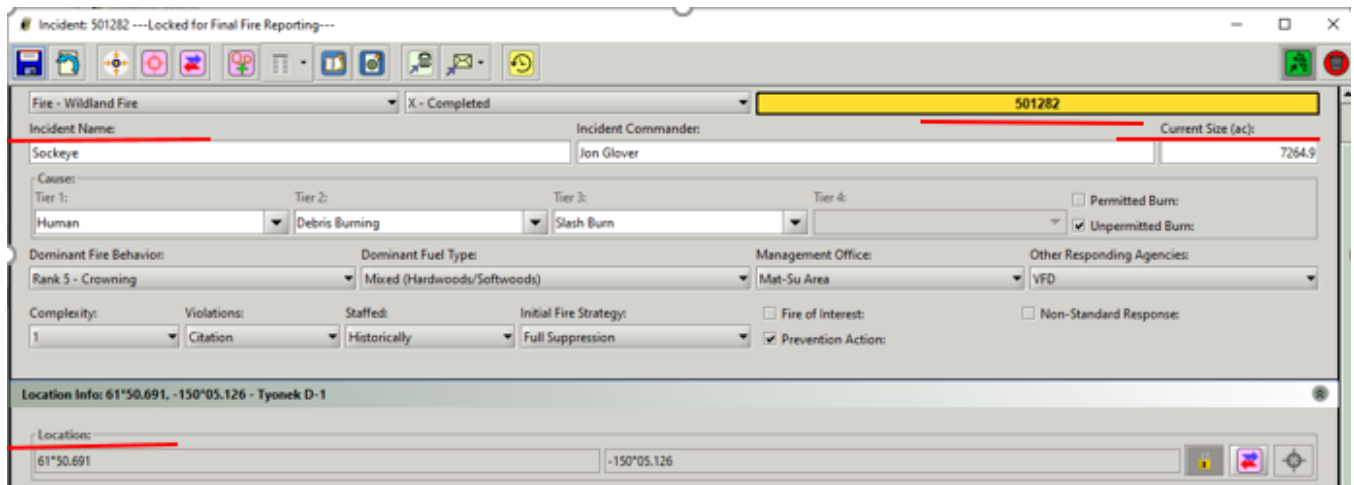 Incident: 501282 ---Locked for Final Fire Reporting---
Fire - Wildland Fire X - Completed 501282
Incident Name: Incident Commander: Current Size (ac):
Sockeye Jon Glover 7264.9
Cause:
Tier 1: Tier 2: Tier 3: Tier 4: Permitted Burn:
Human Debris Burning Slash Burn Unpermitted Burn:
Dominant Fire Behavior: Dominant Fuel Type: Management Office: Other Responding Agencies:
Rank 5 - Crowning Mixed (Hardwoods/Softwoods) Mat-Su Area VFD
Complexity: Violations: Staffed: Initial Fire Strategy: Fire of Interest: Non-Standard Response:
1 Citation Historically Full Suppression Prevention Action:
Location Info: 61°50.691, -150°05.126 - Tyonek D-1
Location:
61°50.691 -150°05.126